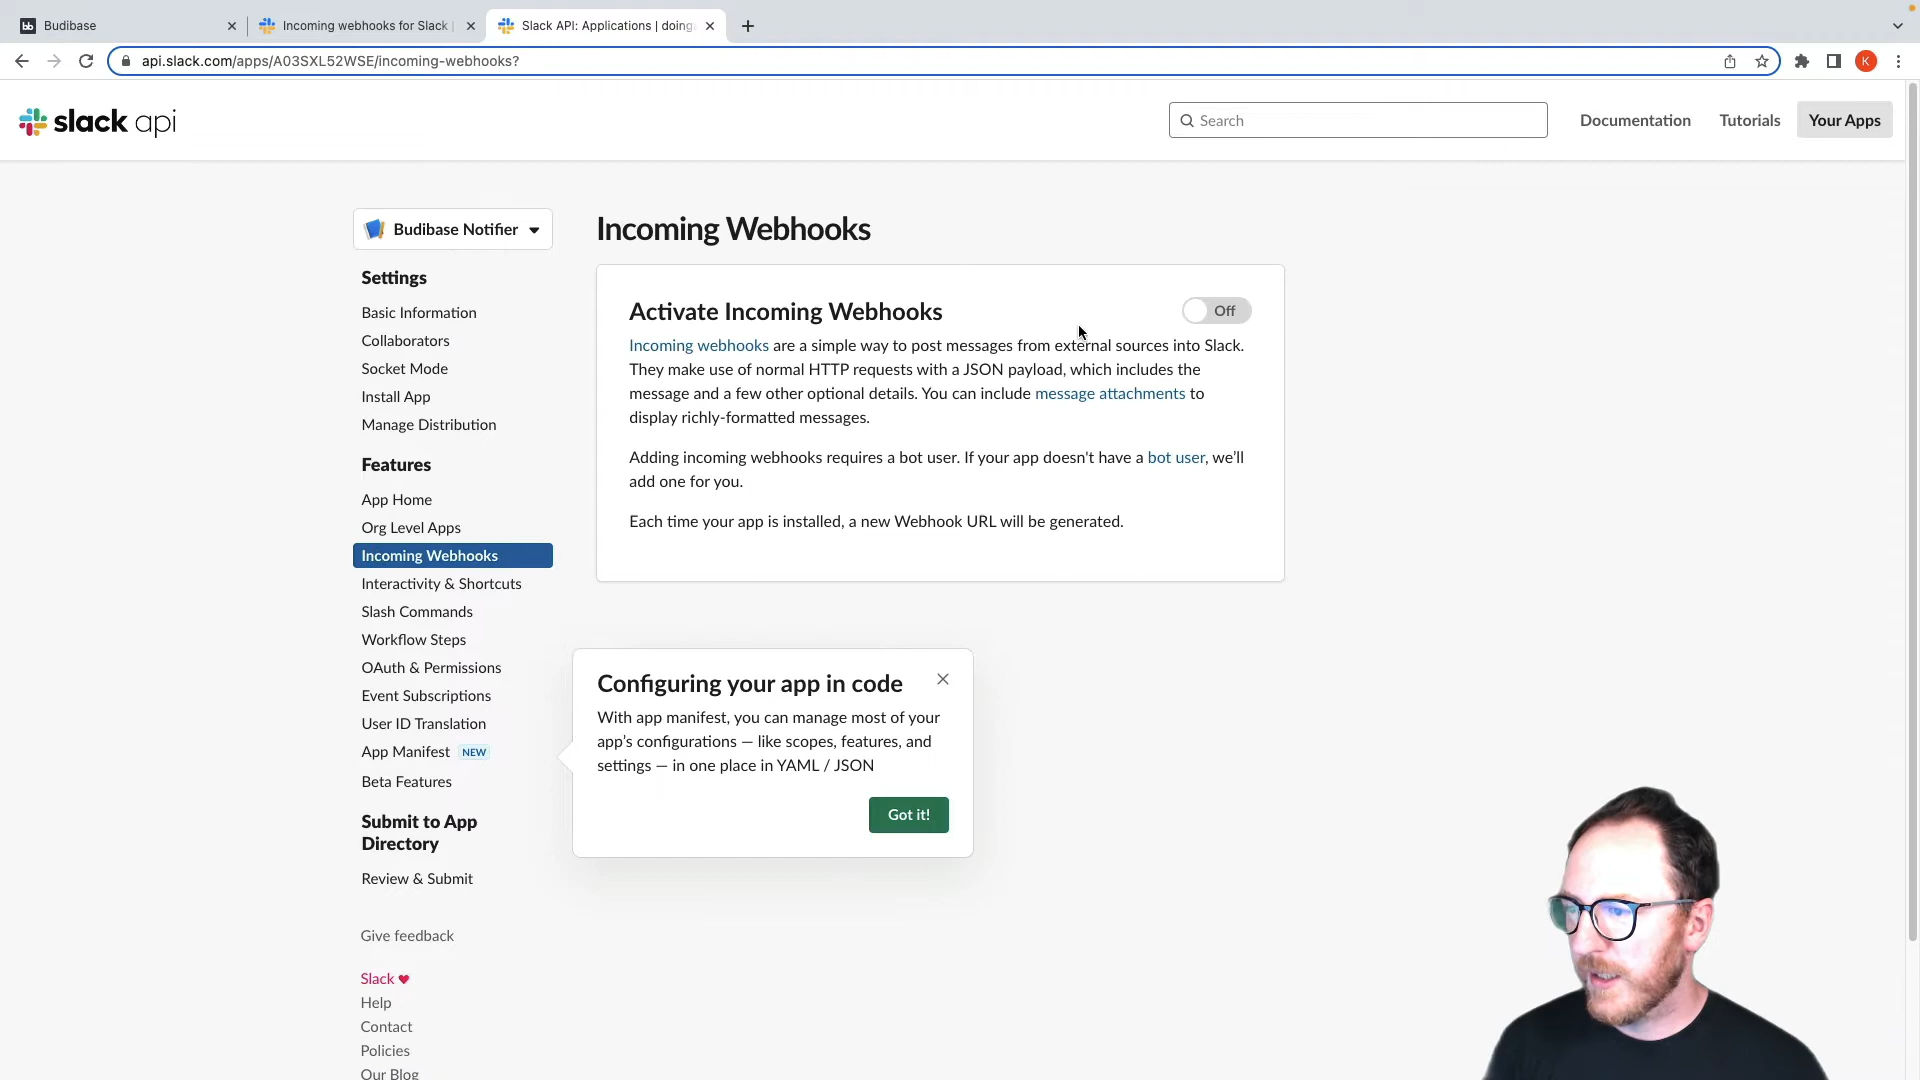 Budibase
Incoming webhooks for Slack |
Slack API: Applications | doing
api.slack.com/apps/A03SXL52WSE/incoming-webhooks?
K
slack api
Search
Documentation
Tutorials
Your Apps
Budibase Notifier
Settings
Basic Information
Collaborators
Socket Mode
Install App
Manage Distribution
Features
App Home
Org Level Apps
Incoming Webhooks
Interactivity & Shortcuts
Slash Commands
Workflow Steps
OAuth & Permissions
Event Subscriptions
User ID Translation
App Manifest NEW
Beta Features
Submit to App
Directory
Review & Submit
Give feedback
Slack ♥
Help
Contact
Policies
Our Blog
Incoming Webhooks
Activate Incoming Webhooks
Off
Incoming webhooks are a simple way to post messages from external sources into Slack.
They make use of normal HTTP requests with a JSON payload, which includes the
message and a few other optional details. You can include message attachments to
display richly-formatted messages.
Adding incoming webhooks requires a bot user. If your app doesn't have a bot user, we’ll
add one for you.
Each time your app is installed, a new Webhook URL will be generated.
Configuring your app in code
With app manifest, you can manage most of your
app’s configurations — like scopes, features, and
settings — in one place in YAML / JSON
Got it!